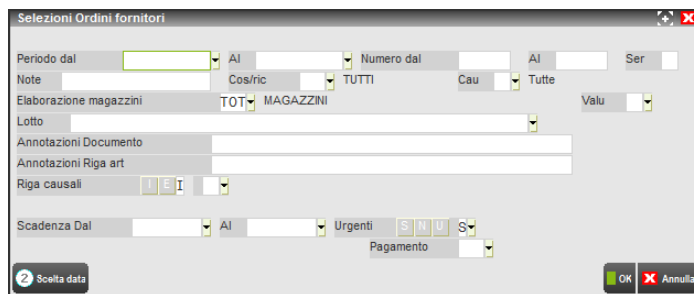 Selezioni Ordini fornitori
Periodo dal Al Numero dal Al Ser
Note Cos/ric TUTTI Cau Tutte
Elaborazione magazzini TOT MAGAZZINI Valu
Lotto
Annotazioni Documento
Annotazioni Riga art
Riga causali I E I
Scadenza Dal Al Urgenti S N U S
Pagamento
2 Scelta data OK X Annulla